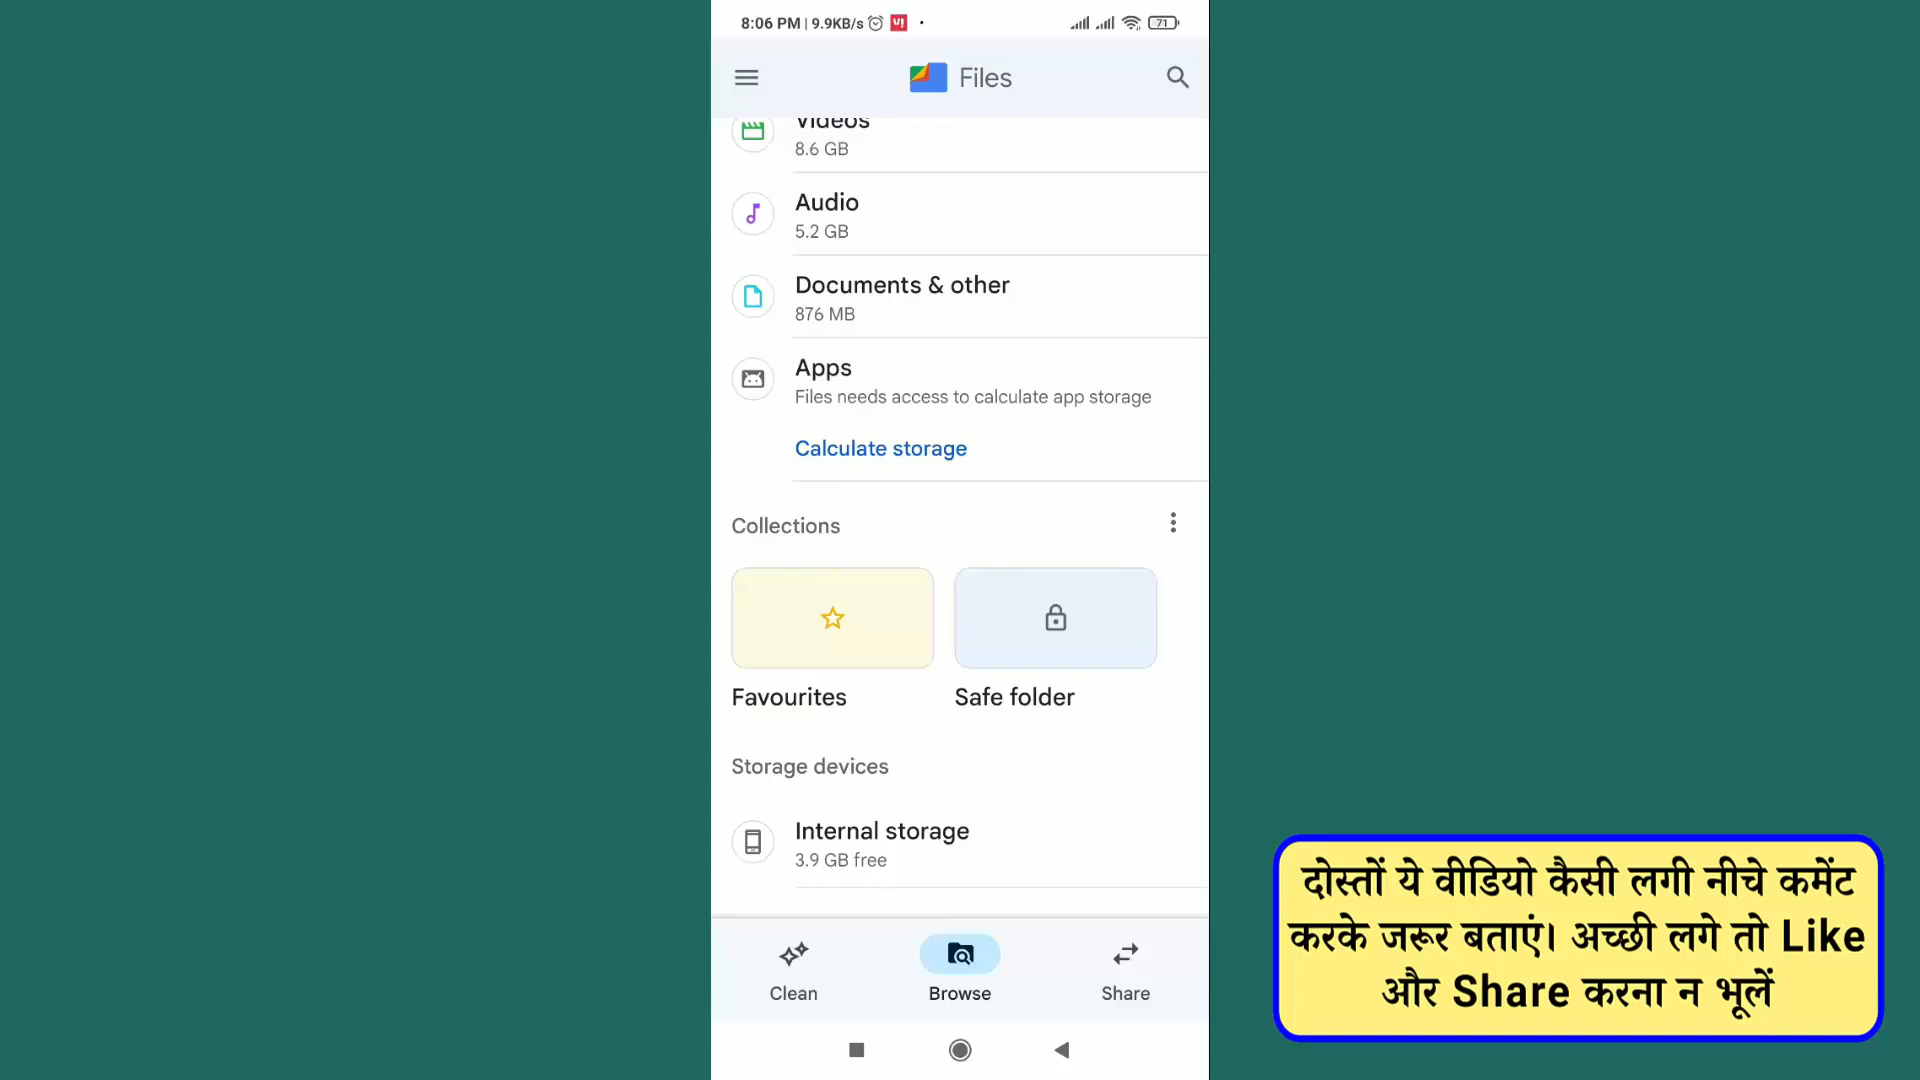 8:06 PM | 9.9KB/s
71
Files
Videos
8.6 GB
Audio
5.2 GB
Documents & other
876 MB
Apps
Files needs access to calculate app storage
Calculate storage
Collections
Favourites
Safe folder
Storage devices
Internal storage
3.9 GB free
Clean
Browse
Share
दोस्तों ये वीडियो कैसी लगी नीचे कमेंट
करके जरूर बताएं। अच्छी लगे तो Like
और Share करना न भूलें